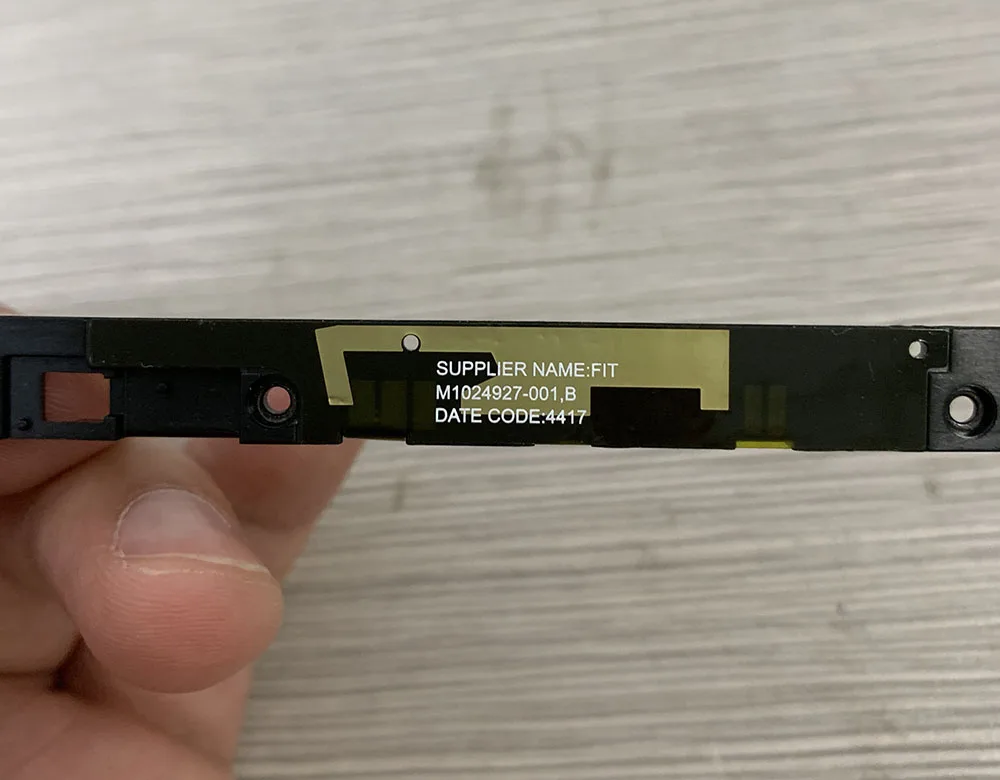 SUPPLIER NAME:FIT
M1024927-001,B
DATE CODE:4417